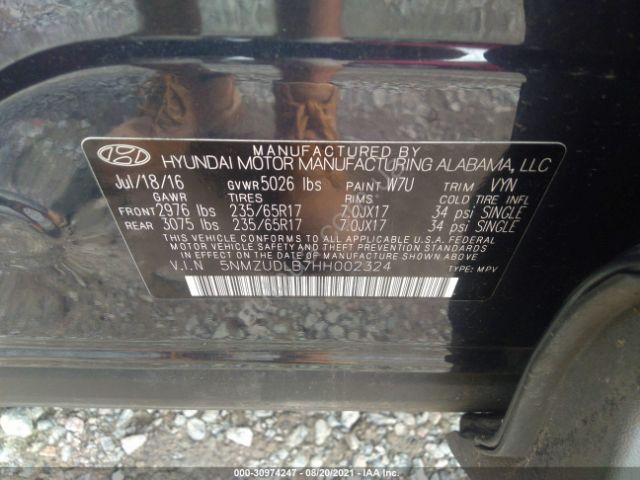 MANUFACTURED BY
HYUNDAI MOTOR MANUFACTURING ALABAMA, LLC
Jul/18/16 GVWR 5026 lbs PAINT W7U TRIM VYN
GAWR TIRES RIMS COLD TIRE INFL
FRONT 2976 lbs 235/65R17 7.0JX17 34 psi SINGLE
REAR 3075 lbs 235/65R17 7.0JX17 34 psi SINGLE
THIS VEHICLE CONFORMS TO ALL APPLICABLE U.S.A. FEDERAL
MOTOR VEHICLE SAFETY AND THEFT PREVENTION STANDARDS
IN EFFECT ON THE DATE OF MANUFACTURE SHOWN ABOVE
V.I.N 5NMZUDLB7HH002324 TYPE: MPV
000-30974247 - 08/20/2021 - IAA Inc.